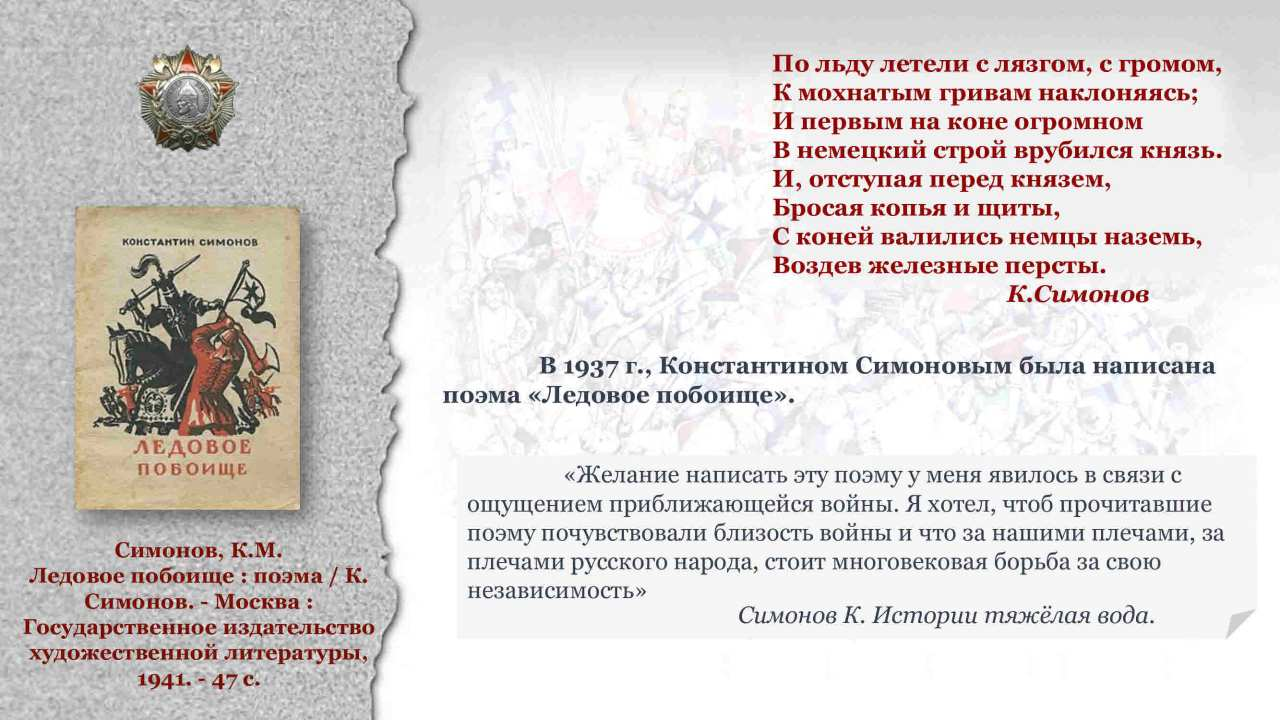 По льду летели с лязгом, с громом,
К мохнатым гривам наклоняясь;
И первым на коне огромном
В немецкий строй врубился князь.
И, отступая перед князем,
Бросая копья и щиты,
С коней валились немцы наземь,
Воздев железные персты.
К.Симонов
КОНСТАНТИН СИМОНОВ
ЛЕДОВОЕ
ПОБОИЩЕ
В 1937 г., Константином Симоновым была написана
поэма «Ледовое побоище».
«Желание написать эту поэму у меня явилось в связи с
ощущением приближающейся войны. Я хотел, чтоб прочитавшие
поэму почувствовали близость войны и что за нашими плечами, за
плечами русского народа, стоит многовековая борьба за свою
независимость»
Симонов К. Истории тяжёлая вода.
Симонов, К.М.
Ледовое побоище : поэма / К.
Симонов. - Москва :
Государственное издательство
художественной литературы,
1941. - 47 с.